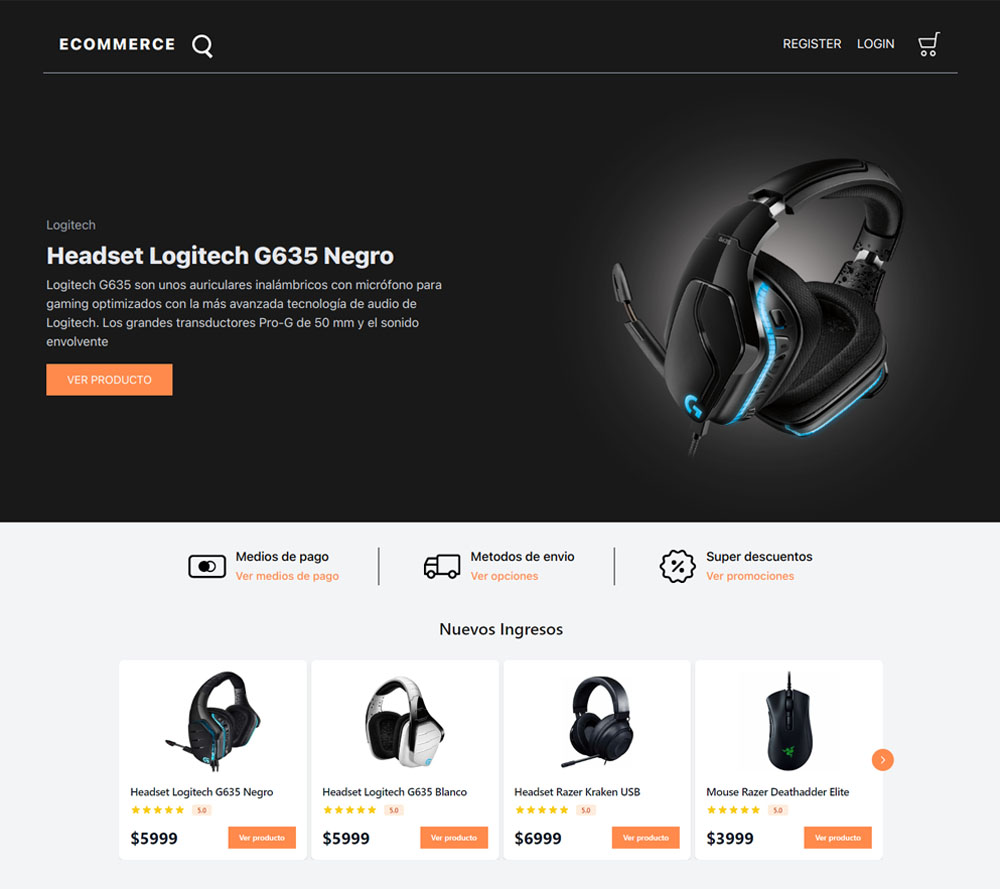 ECOMMERCE
REGISTER LOGIN
Logitech
Headset Logitech G635 Negro
Logitech G635 son unos auriculares inalámbricos con micrófono para
gaming optimizados con la más avanzada tecnología de audio de
Logitech. Los grandes transductores Pro-G de 50 mm y el sonido
envolvente
VER PRODUCTO
Medios de pago
Ver medios de pago
Metodos de envio
Ver opciones
Super descuentos
Ver promociones
Nuevos Ingresos
Headset Logitech G635 Negro
5.0
$5999
Ver producto
Headset Logitech G635 Blanco
5.0
$5999
Ver producto
Headset Razer Kraken USB
5.0
$6999
Ver producto
Mouse Razer Deathadder Elite
5.0
$3999
Ver producto